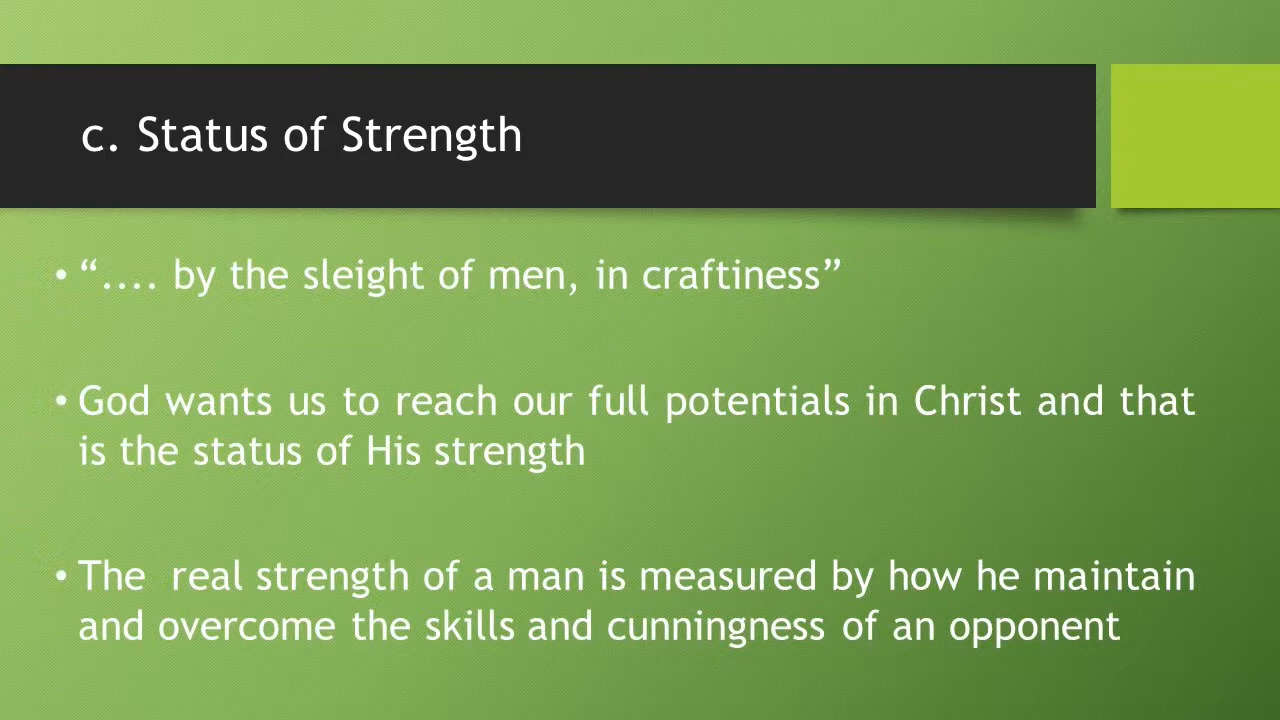 c. Status of Strength
• “.... by the sleight of men, in craftiness”
• God wants us to reach our full potentials in Christ and that
is the status of His strength
• The  real strength of a man is measured by how he maintain
and overcome the skills and cunningness of an opponent